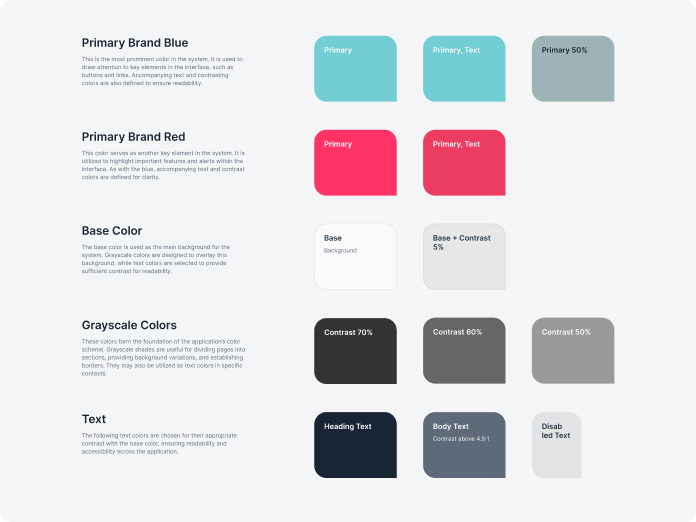 Primary Brand Blue
This is the most prominent color in the system. It is used to
draw attention to key elements in the interface, such as
buttons and links. Accompanying text and contrasting
colors are also defined to ensure readability.
Primary
Primary, Text
Primary 50%
Primary Brand Red
This color serves as another key element in the system. It is
utilized to highlight important features and alerts within the
interface. As with the blue, accompanying text and contrast
colors are defined for clarity.
Primary
Primary, Text
Base Color
The base color is used as the main background for the
system. Grayscale colors are designed to overlay this
background, while text colors are selected to provide
sufficient contrast for readability.
Base
Background
Base + Contrast
5%
Grayscale Colors
These colors form the foundation of the application's color
scheme. Grayscale shades are useful for dividing pages into
sections, providing background variations, and establishing
borders. They may also be utilized as text colors in specific
contexts.
Contrast 70%
Contrast 60%
Contrast 50%
Text
The following text colors are chosen for their appropriate
contrast with the base color, ensuring readability and
accessibility across the application.
Heading Text
Body Text
Contrast above 4.5:1
Disab
led Text